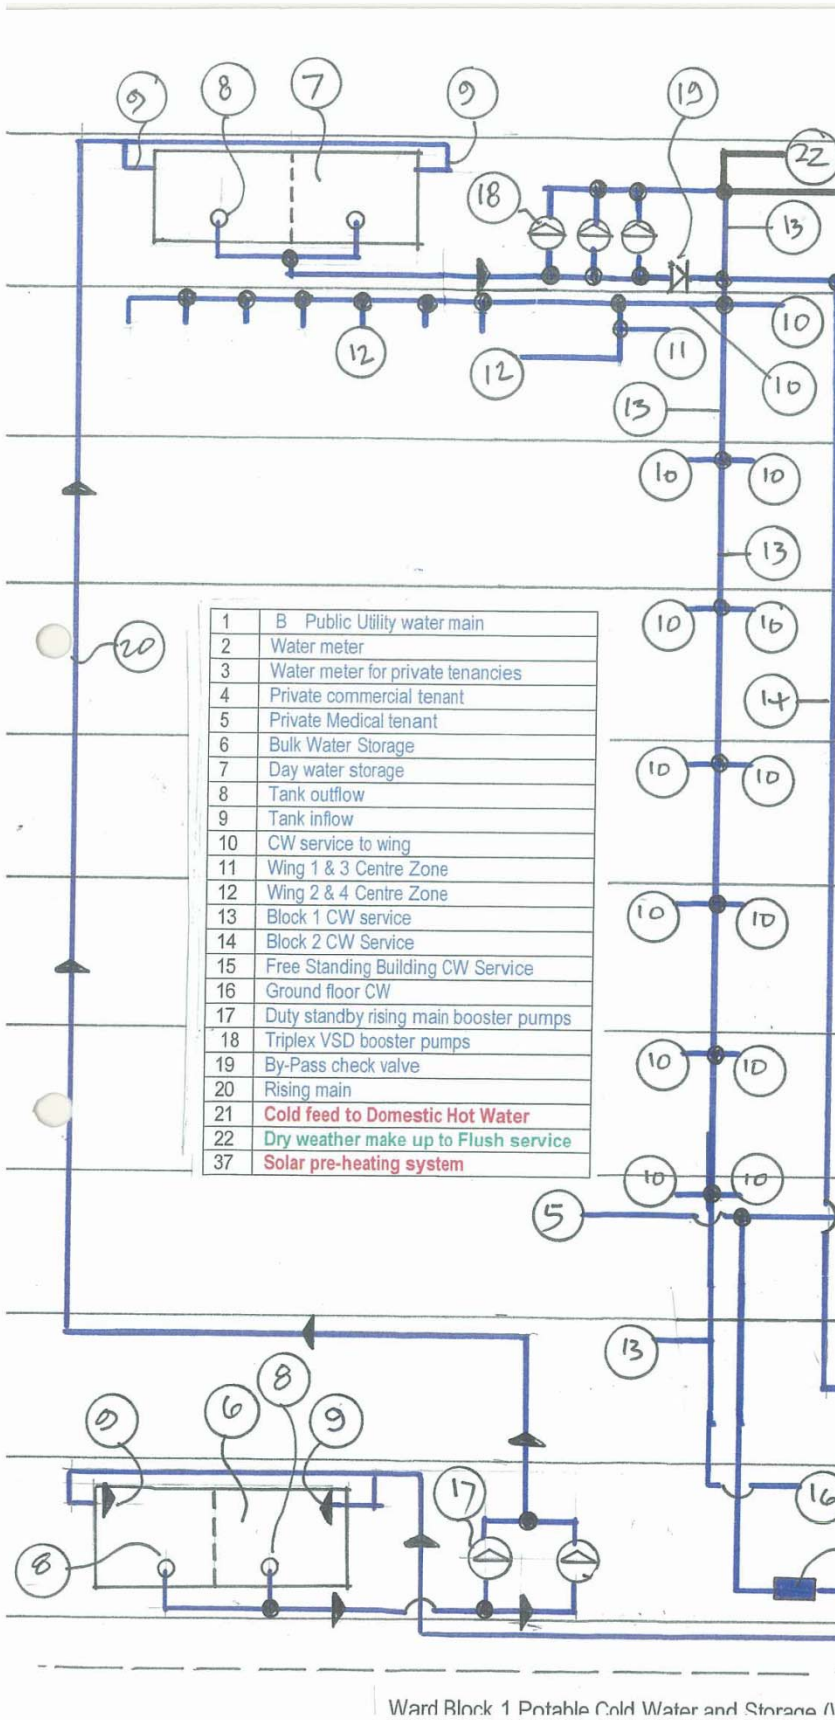 9 8 7 9 19
22
18
13
10
12 11
12
10
13
10 10
13
10 16
20
14
10 10
10 10
10 10
10 10
5
13
8
9 6 9
17
16
8
1 B Public Utility water main
2 Water meter
3 Water meter for private tenancies
4 Private commercial tenant
5 Private Medical tenant
6 Bulk Water Storage
7 Day water storage
8 Tank outflow
9 Tank inflow
10 CW service to wing
11 Wing 1 & 3 Centre Zone
12 Wing 2 & 4 Centre Zone
13 Block 1 CW service
14 Block 2 CW Service
15 Free Standing Building CW Service
16 Ground floor CW
17 Duty standby rising main booster pumps
18 Triplex VSD booster pumps
19 By-Pass check valve
20 Rising main
21 Cold feed to Domestic Hot Water
22 Dry weather make up to Flush service
37 Solar pre-heating system
Ward Block 1 Potable Cold Water and Storage